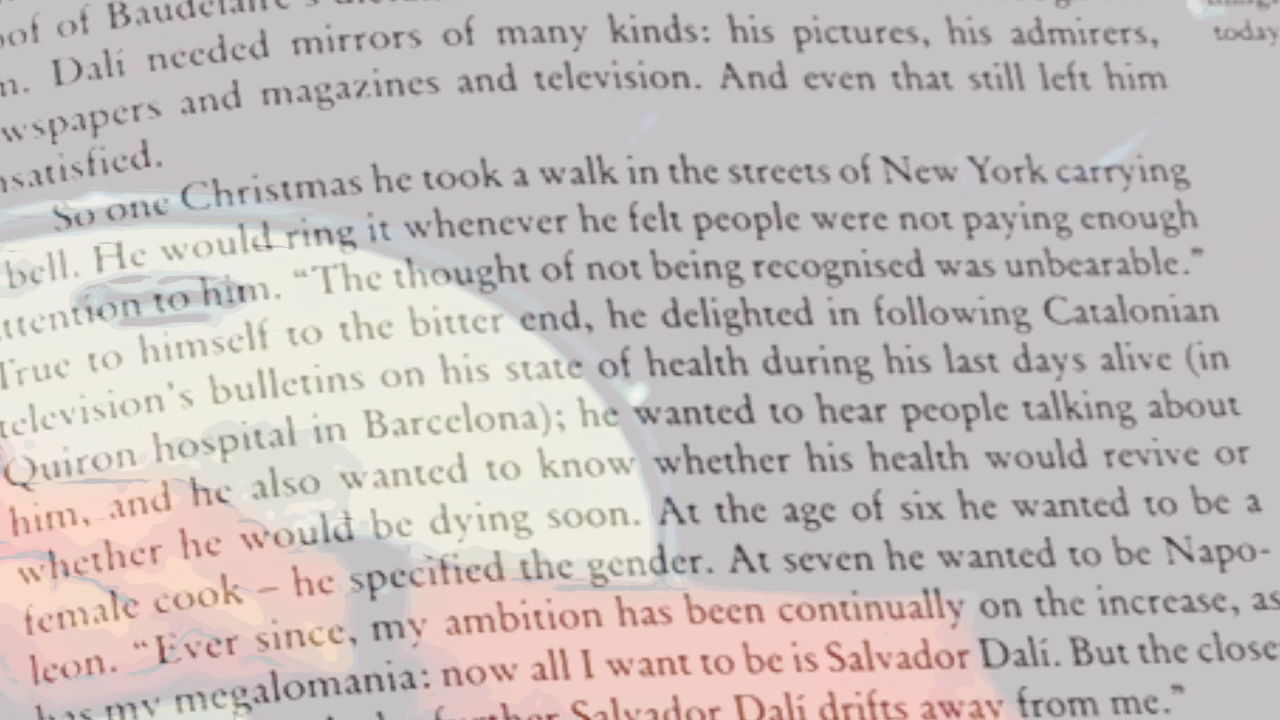 of Baudelaire's
n. Dalí needed mirrors of many kinds: his pictures, his admirers,
wspapers and magazines and television. And even that still left him
nsatisfied.
So one Christmas he took a walk in the streets of New York carrying
bell. He would ring it whenever he felt people were not paying enough
ttention to him. “The thought of not being recognised was unbearable.”
True to himself to the bitter end, he delighted in following Catalonian
television's bulletins on his state of health during his last days alive (in
Quiron hospital in Barcelona); he wanted to hear people talking about
him, and he also wanted to know whether his health would revive or
whether he would be dying soon. At the age of six he wanted to be a
female cook – he specified the gender. At seven he wanted to be Napo-
leon. “Ever since, my ambition has been continually on the increase, as
has my megalomania: now all I want to be is Salvador Dalí. But the close
further Salvador Dalí drifts away from me.”
today